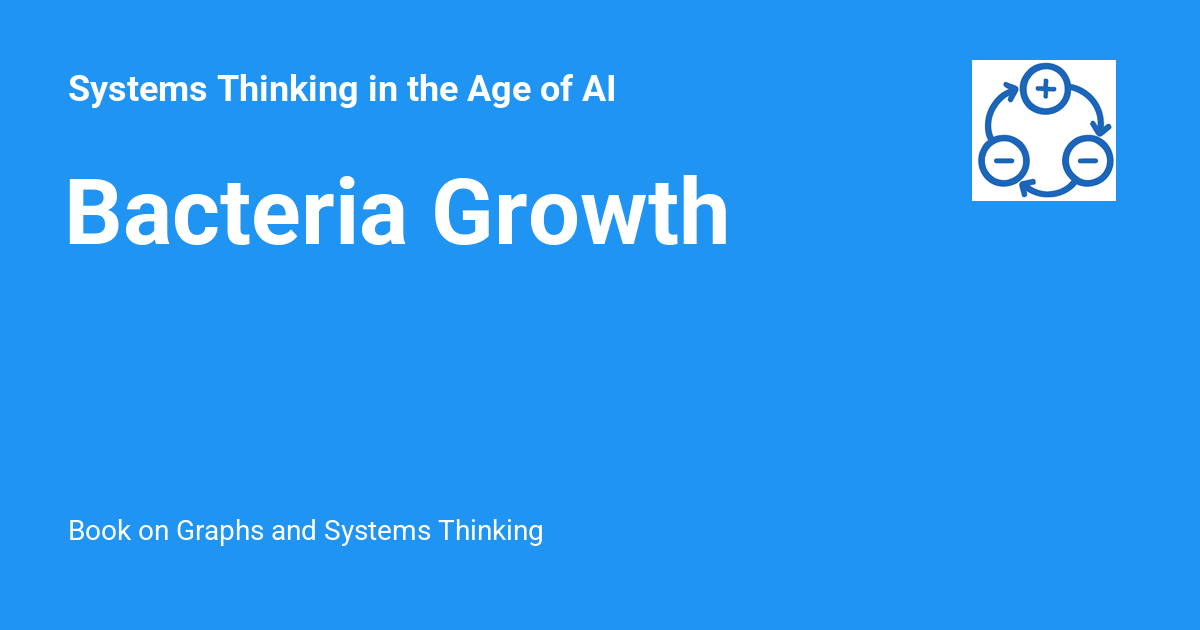 Systems Thinking in the Age of AI
Bacteria Growth
Book on Graphs and Systems Thinking